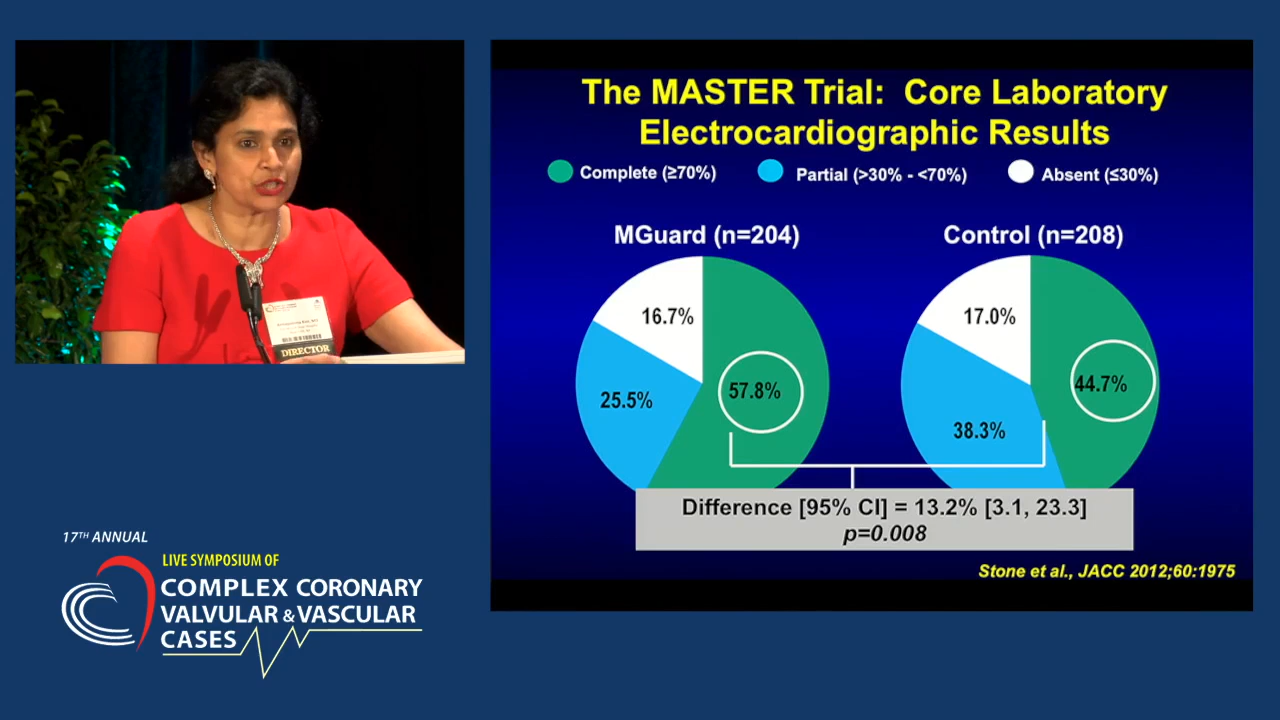 The MASTER Trial: Core Laboratory
Electrocardiographic Results
Complete (≥70%)
Partial (>30% - <70%)
Absent (≤30%)
MGuard (n=204)
Control (n=208)
16.7%
57.8%
25.5%
17.0%
44.7%
38.3%
Difference [95% CI] = 13.2% [3.1, 23.3]
p=0.008
Stone et al., JACC 2012;60:1975
DIRECTOR
17TH ANNUAL
LIVE SYMPOSIUM OF
COMPLEX CORONARY
VALVULAR & VASCULAR
CASES